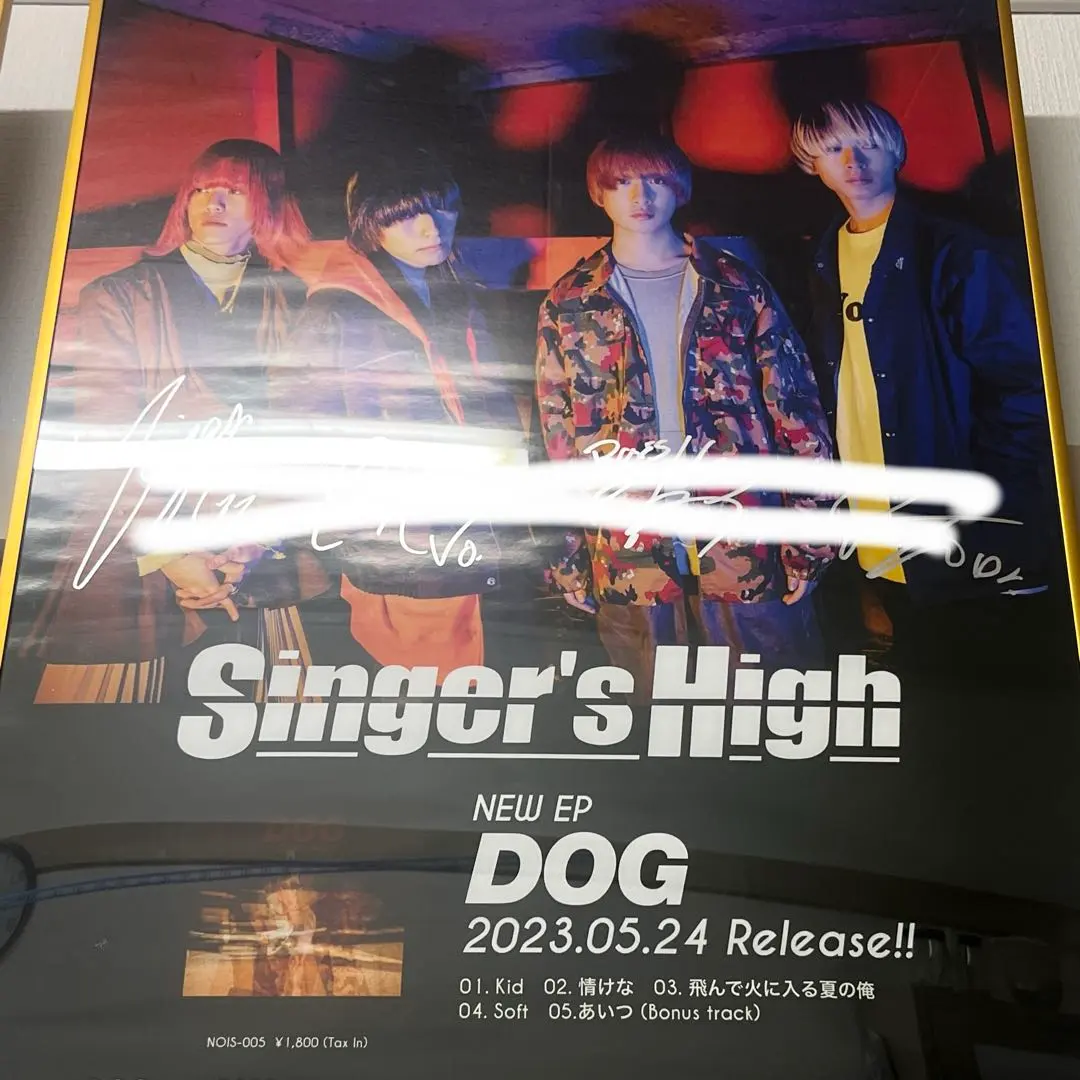 Vo.
Singer's High
NEW EP
DOG
2023.05.24 Release!!
01. Kid 02. 情けな 03. 飛んで火に入る夏の俺
04. Soft 05.あいつ (Bonus track)
NOIS-005 ¥1,800 (Tax In)